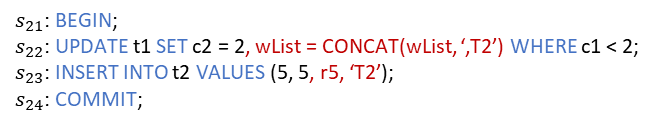 s21: BEGIN;
s22: UPDATE t1 SET c2 = 2, wList = CONCAT(wList, ‘,T2’) WHERE c1 < 2;
s23: INSERT INTO t2 VALUES (5, 5, r5, ‘T2’);
s24: COMMIT;